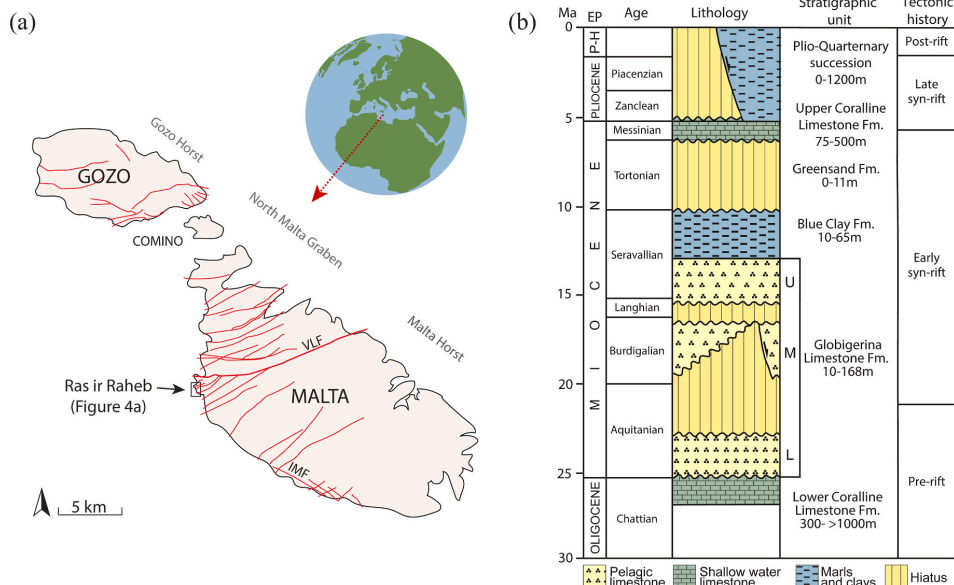 (a)
Gozo Horst
GOZO
North Malta Graben
COMINO
Malta Horst
VLF
Ras ir Raheb
(Figure 4a)
MALTA
IMF
5 km
(b)
Ma
EP
Age
Lithology
Stratigraphic
unit
Tectonic
history
0
5
10
15
20
25
30
P-H
PLIOCENE
MIOCENE
OLIGOCENE
Piacenzian
Zanclean
Messinian
Tortonian
Seravallian
Langhian
Burdigalian
Aquitanian
Chattian
U
M
L
Plio-Quaternary
succession
0-1200m
Upper Coralline
Limestone Fm.
75-500m
Greensand Fm.
0-11m
Blue Clay Fm.
10-65m
Globigerina
Limestone Fm.
10-168m
Lower Coralline
Limestone Fm.
300- >1000m
Post-rift
Late
syn-rift
Early
syn-rift
Pre-rift
Pelagic
limestone
Shallow water
limestone
Marls
and clays
Hiatus